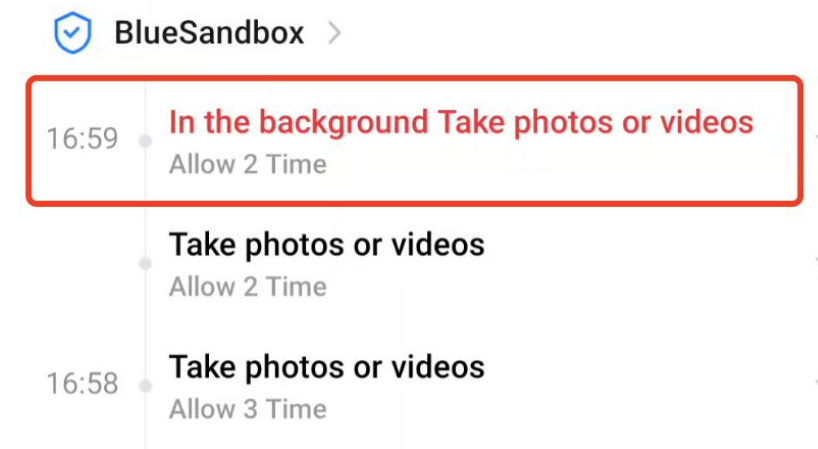 BlueSandbox
16:59
In the background Take photos or videos
Allow 2 Time
Take photos or videos
Allow 2 Time
16:58
Take photos or videos
Allow 3 Time